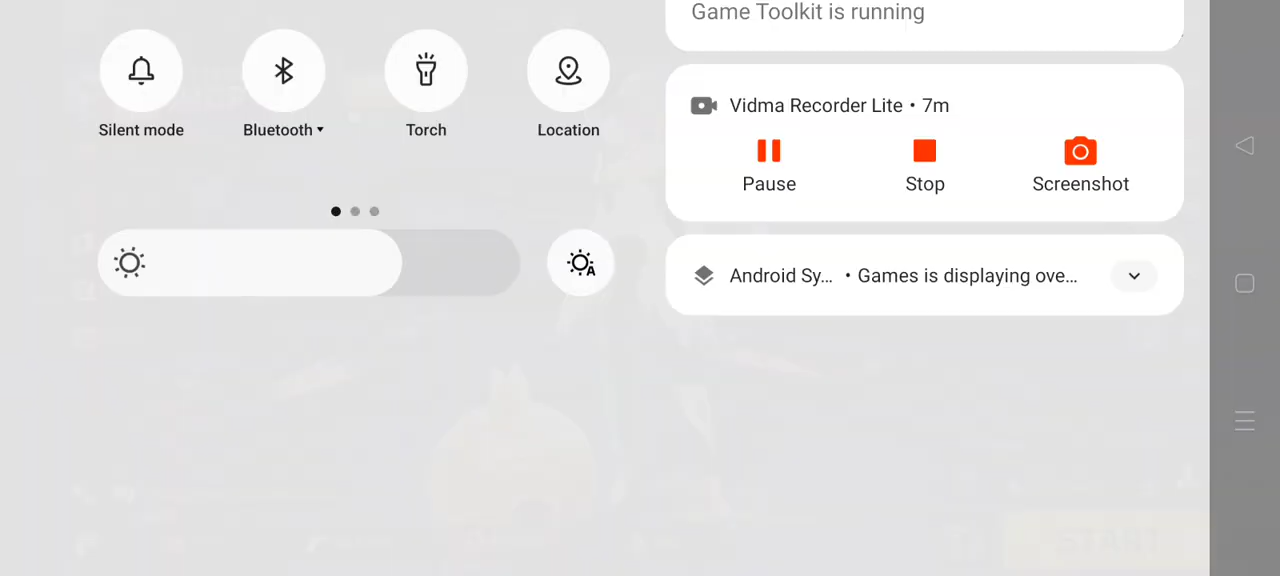 Game Toolkit is running
Silent mode
Bluetooth
Torch
Location
Vidma Recorder Lite • 7m
Pause
Stop
Screenshot
Android Sy... • Games is displaying ove...
START